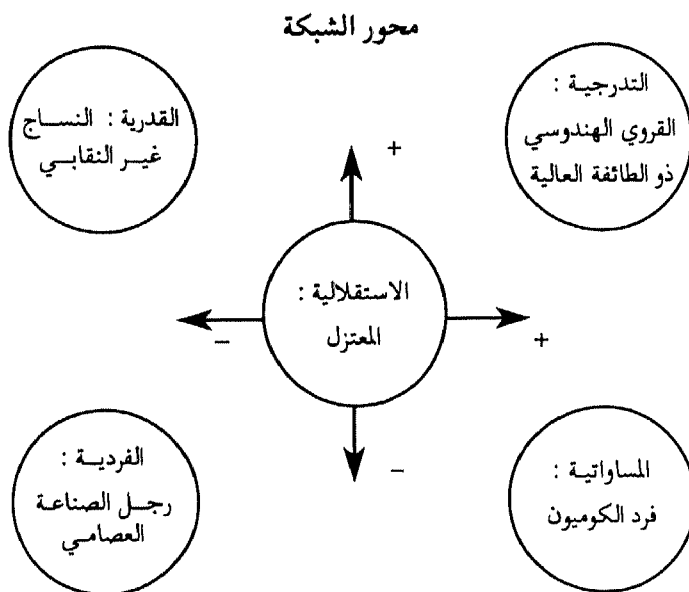 محور الشبكة
التدرجية :
القروي الهندوسي
ذو الطائفة العالية
القدرية : النساج
غير النقابي
+
الاستقلالية :
المعتزل
−
+
−
المساواتية :
فرد الكوميون
الفردية :
رجل الصناعة
العصامي